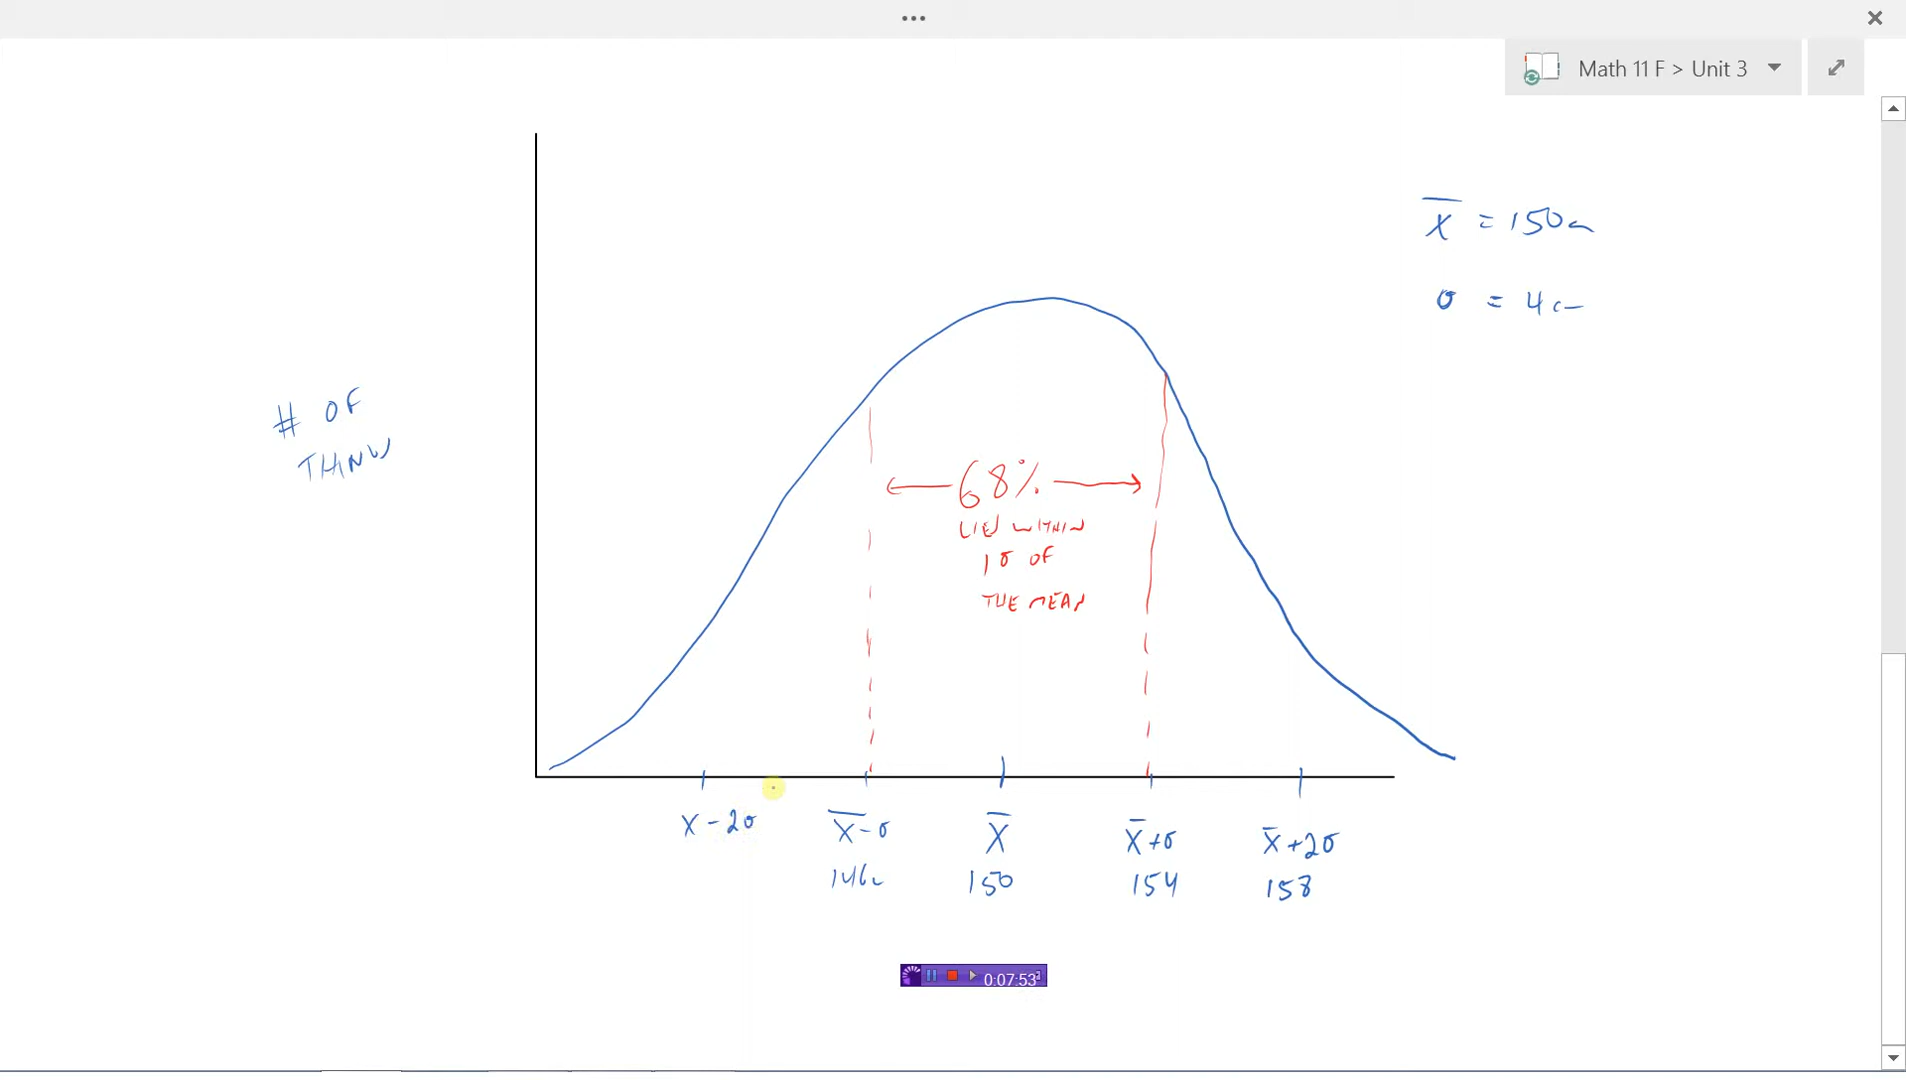 Math 11 F > Unit 3
X̅ = 150cm
σ = 4cm
# OF
68%
LIES WITHIN
1σ OF
THE MEAN
X-2σ
X̅-σ
X̅
X̅+σ
X̅+2σ
146
150
154
158
0:07:53